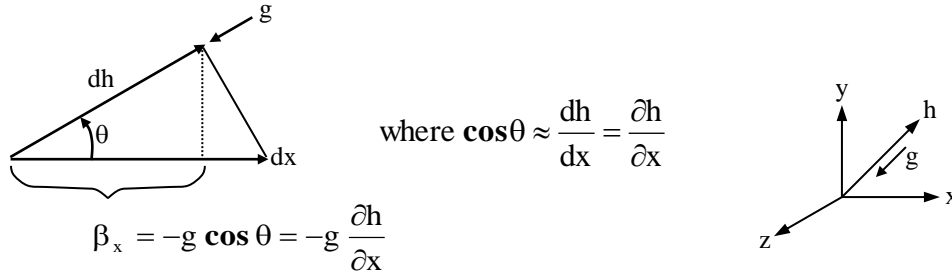 g
dh
θ
dx
where cosθ ≈ dh/dx = ∂h/∂x
β_x = −g cos θ = −g ∂h/∂x
y
h
g
x
z